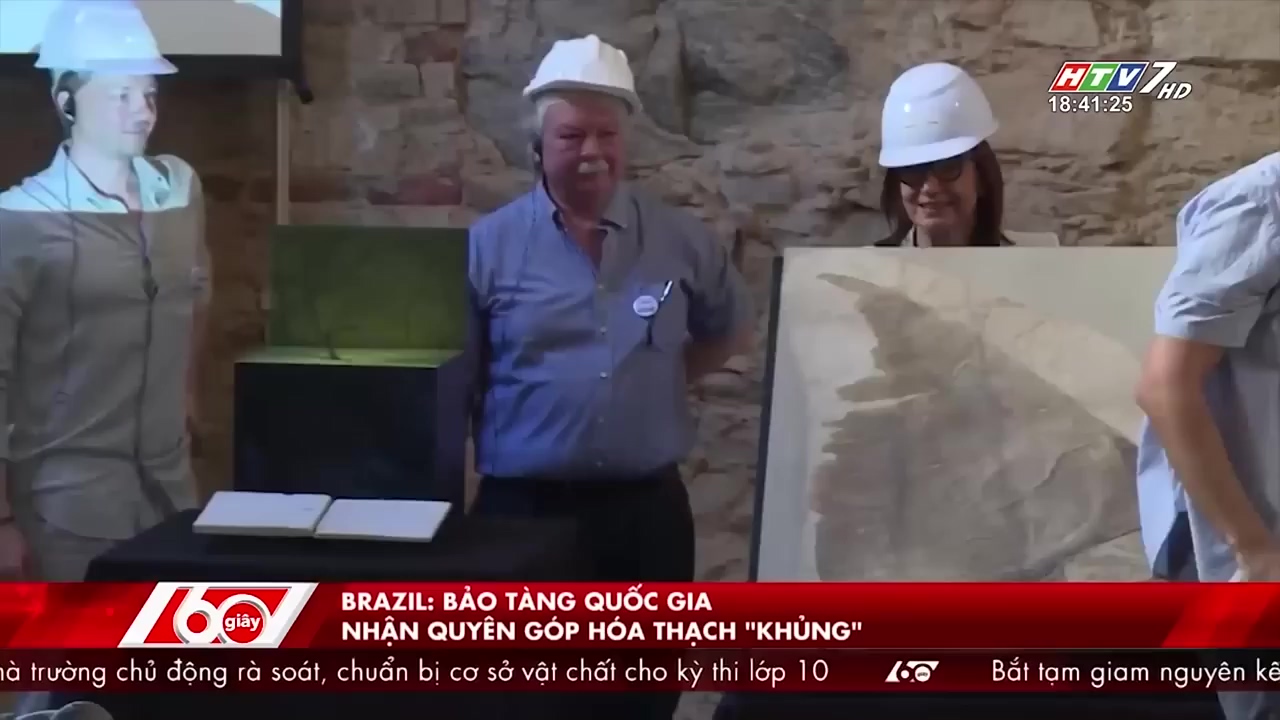 HTV7 HD
18:41:25
60 giây
BRAZIL: BẢO TÀNG QUỐC GIA
NHẬN QUYÊN GÓP HÓA THẠCH "KHỦNG"
trường chủ động rà soát, chuẩn bị cơ sở vật chất cho kỳ thi lớp 10 60 giây Bắt tạm giam nguyên